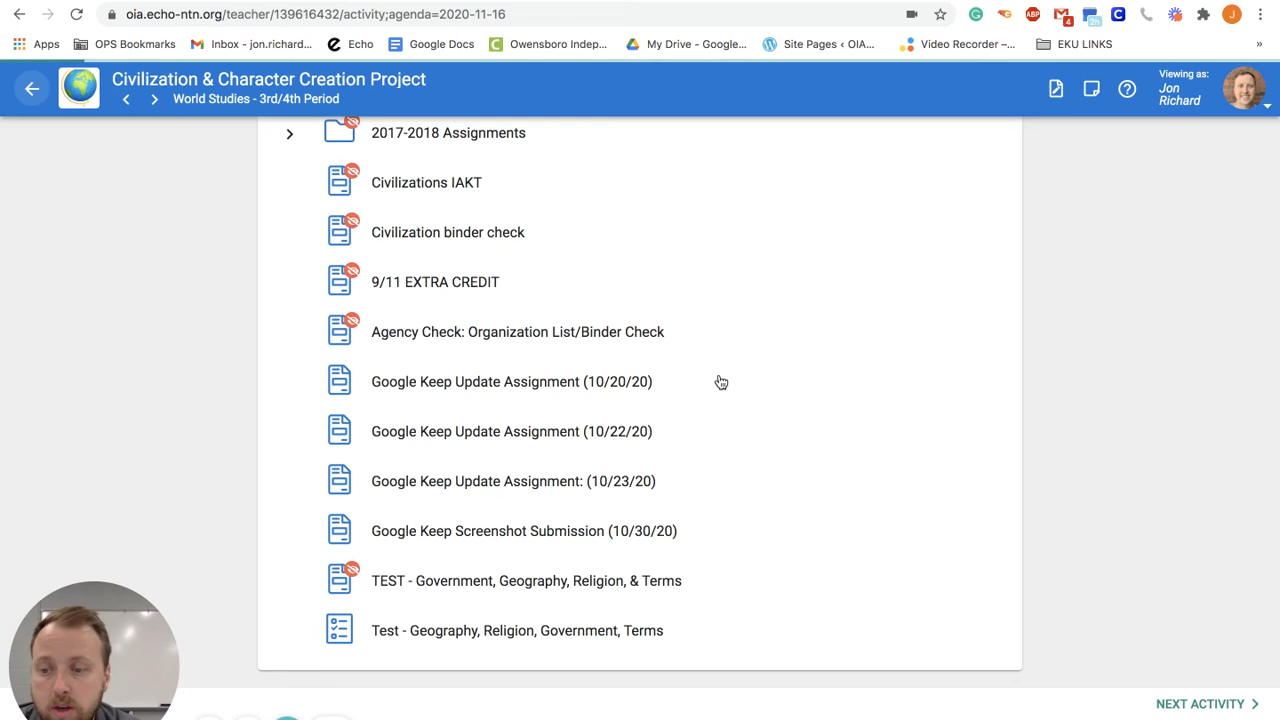 oia.echo-ntn.org/teacher/139616432/activity;agenda=2020-11-16
ABP
4
2h
C
J
Apps
OPS Bookmarks
Inbox - jon.richard...
Echo
Google Docs
Owensboro Indep...
My Drive - Google...
Site Pages ‹ OIA...
Video Recorder –...
EKU LINKS
»
Civilization & Character Creation Project
World Studies - 3rd/4th Period
Viewing as:
Jon
Richard
2017-2018 Assignments
Civilizations IAKT
Civilization binder check
9/11 EXTRA CREDIT
Agency Check: Organization List/Binder Check
Google Keep Update Assignment (10/20/20)
Google Keep Update Assignment (10/22/20)
Google Keep Update Assignment: (10/23/20)
Google Keep Screenshot Submission (10/30/20)
TEST - Government, Geography, Religion, & Terms
Test - Geography, Religion, Government, Terms
NEXT ACTIVITY